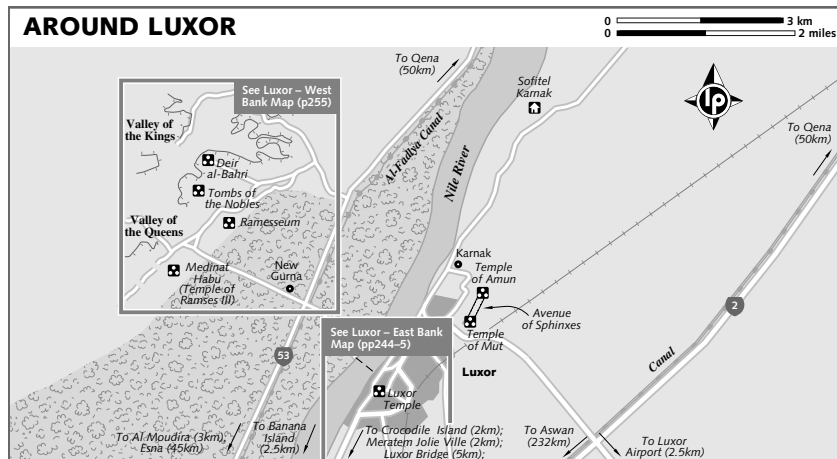 AROUND LUXOR
0
3 km
0
2 miles
See Luxor – West
Bank Map (p255)
To Qena
(50km)
Sofitel
Karnak
lp
To Qena
(50km)
Valley of
the Kings
Deir
al-Bahri
Tombs of
the Nobles
Valley of
the Queens
Ramesseum
Medinat
Habu
(Temple of
Ramses III)
New
Gurna
Al-Fadlya Canal
Nile River
Karnak
Temple
of Amun
Avenue
of Sphinxes
Temple
of Mut
2
53
See Luxor – East Bank
Map (pp244–5)
Luxor
Canal
Luxor
Temple
To Al Moudira (3km);
Esna (45km)
To Banana
Island
(2.5km)
To Crocodile Island (2km);
Meratem Jolie Ville (2km);
Luxor Bridge (5km);
To Aswan
(232km)
To Luxor
Airport (2.5km)